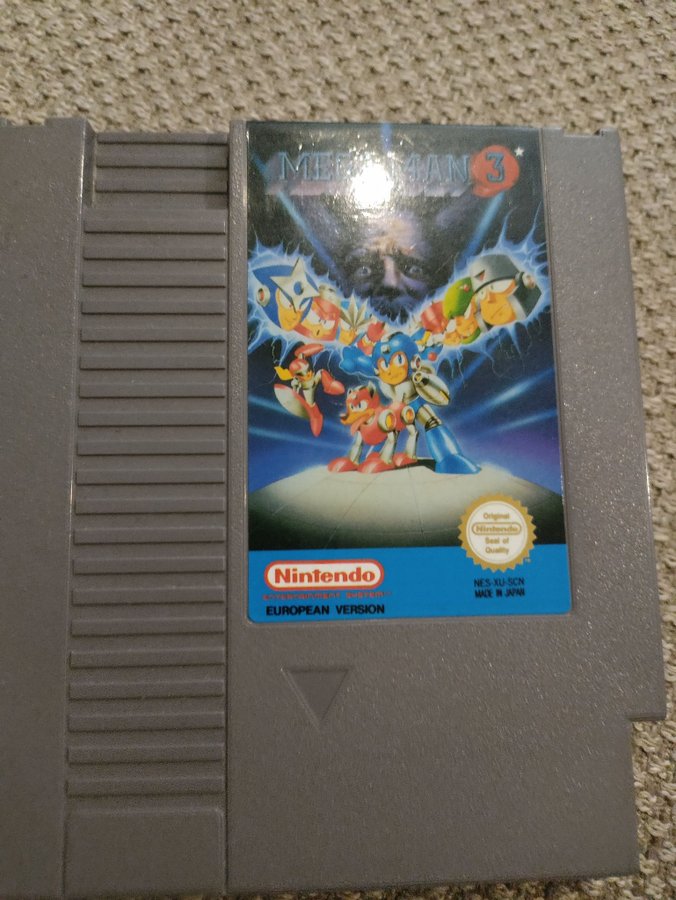 MEGA MAN 3
Original
Nintendo
Seal of
Quality
Nintendo
ENTERTAINMENT SYSTEM
EUROPEAN VERSION
NES-XU-SCN
MADE IN JAPAN